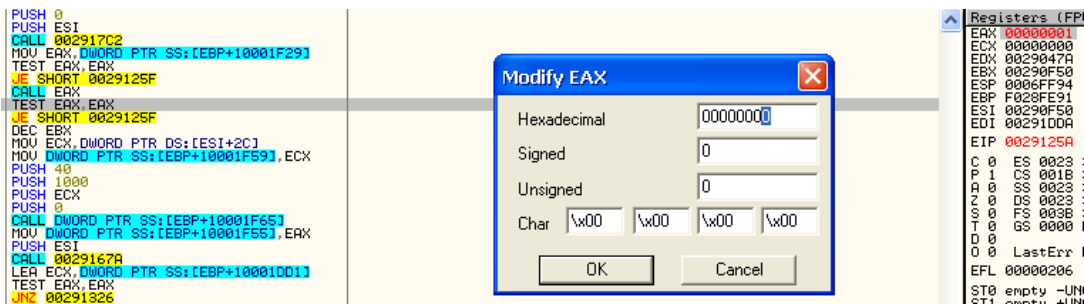 PUSH 0
PUSH ESI
CALL 002917C2
MOV EAX,DWORD PTR SS:[EBP+10001F29]
TEST EAX,EAX
JE SHORT 0029125F
CALL EAX
TEST EAX,EAX
JE SHORT 0029125F
DEC EBX
MOV ECX,DWORD PTR DS:[ESI+2C]
MOV DWORD PTR SS:[EBP+10001F59],ECX
PUSH 40
PUSH 1000
PUSH ECX
PUSH 0
CALL DWORD PTR SS:[EBP+10001F65]
MOV DWORD PTR SS:[EBP+10001F55],EAX
PUSH ESI
CALL 0029167A
LEA ECX,DWORD PTR SS:[EBP+10001DD1]
TEST EAX,EAX
JNZ 00291326
Modify EAX
Hexadecimal 00000000
Signed 0
Unsigned 0
Char \x00 \x00 \x00 \x00
OK Cancel
Registers (FP
EAX 00000001
ECX 00000000
EDX 0029047A
EBX 00290F50
ESP 0006FF94
EBP F028FE91
ESI 00290F50
EDI 00291DDA
EIP 0029125A
C 0 ES 0023
P 1 CS 001B
A 0 SS 0023
Z 0 DS 0023
S 0 FS 003B
T 0 GS 0000
D 0
O 0 LastErr
EFL 00000206
ST0 empty -UN
ST1 empty +UN